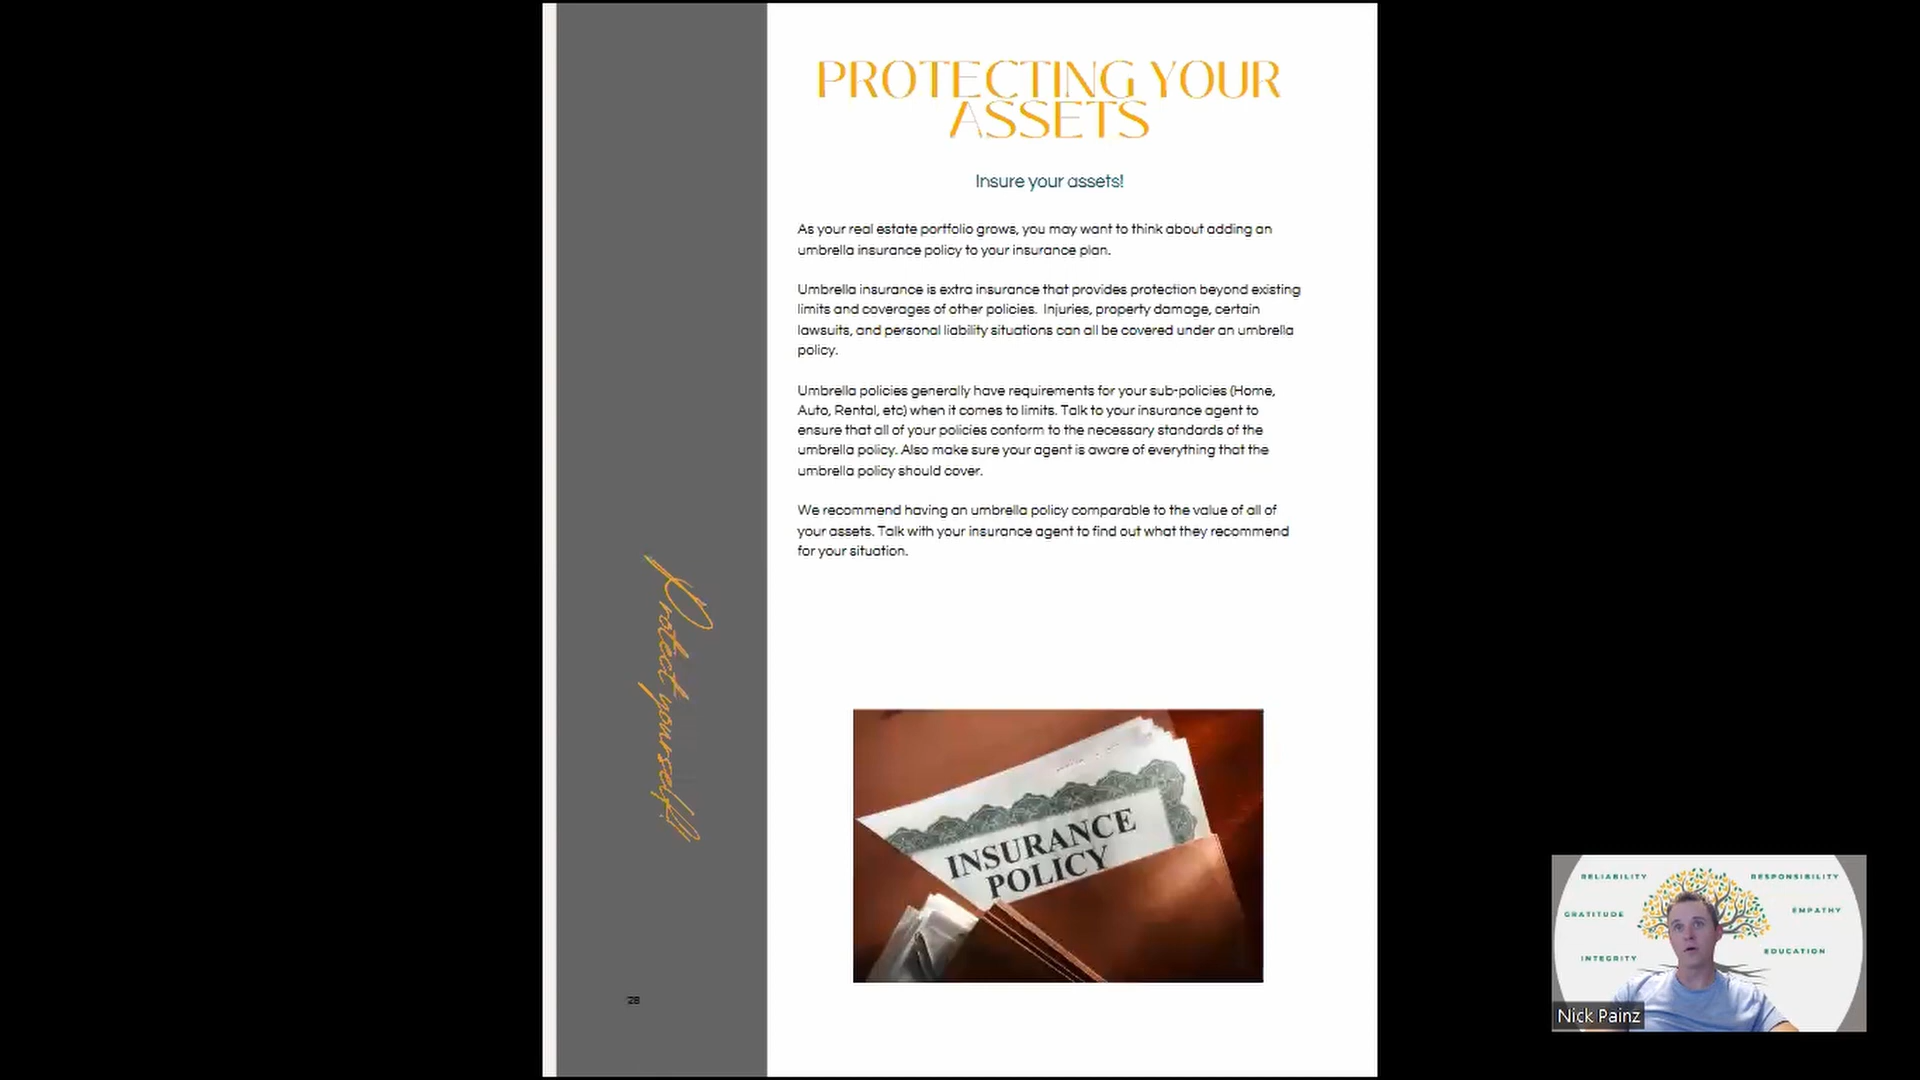 PROTECTING YOUR
ASSETS
Insure your assets!
As your real estate portfolio grows, you may want to think about adding an
umbrella insurance policy to your insurance plan.
Umbrella insurance is extra insurance that provides protection beyond existing
limits and coverages of other policies. Injuries, property damage, certain
lawsuits, and personal liability situations can all be covered under an umbrella
policy.
Umbrella policies generally have requirements for your sub-policies (Home,
Auto, Rental, etc) when it comes to limits. Talk to your insurance agent to
ensure that all of your policies conform to the necessary standards of the
umbrella policy. Also make sure your agent is aware of everything that the
umbrella policy should cover.
We recommend having an umbrella policy comparable to the value of all of
your assets. Talk with your insurance agent to find out what they recommend
for your situation.
Protect yourself!
INSURANCE
POLICY
28
RELIABILITY
RESPONSIBILITY
GRATITUDE
EMPATHY
INTEGRITY
EDUCATION
Nick Painz